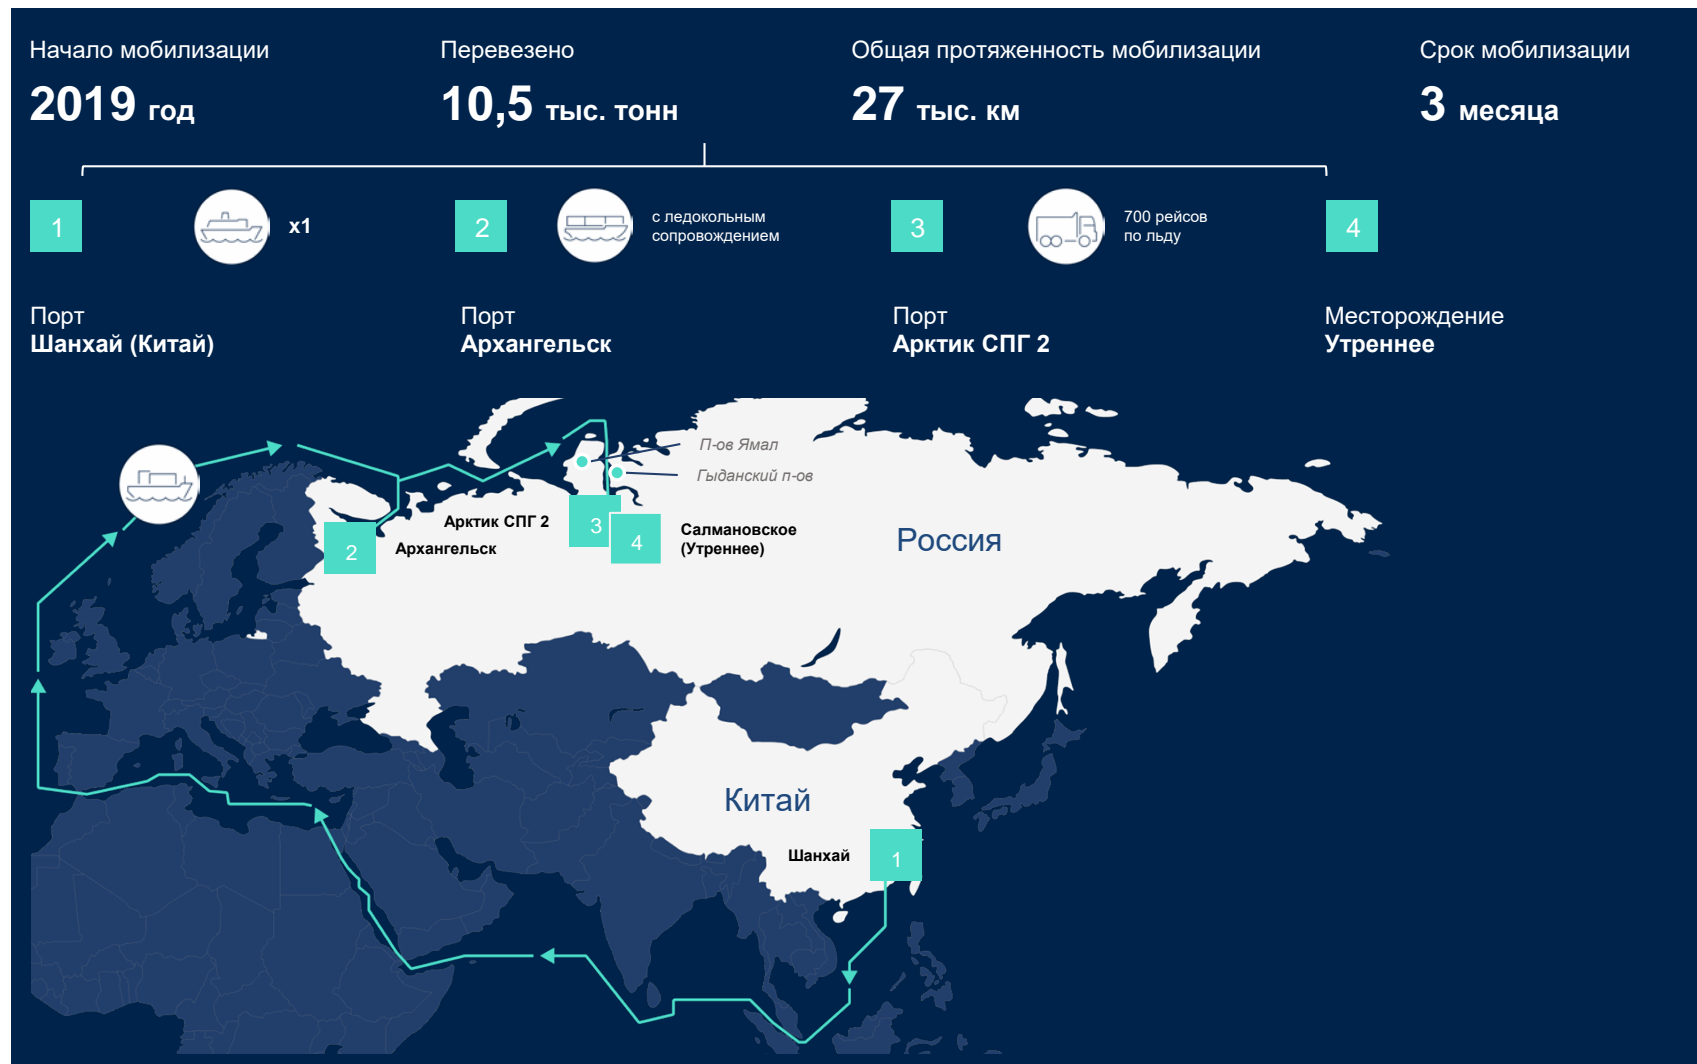 Начало мобилизации
2019 год
Перевезено
10,5 тыс. тонн
Общая протяженность мобилизации
27 тыс. км
Срок мобилизации
3 месяца
1
x1
2
с ледокольным
сопровождением
3
700 рейсов
по льду
4
Порт
Шанхай (Китай)
Порт
Архангельск
Порт
Арктик СПГ 2
Месторождение
Утреннее
П-ов Ямал
Гыданский п-ов
Арктик СПГ 2
3
4
Салмановское
(Утреннее)
2
Архангельск
Россия
Китай
Шанхай
1